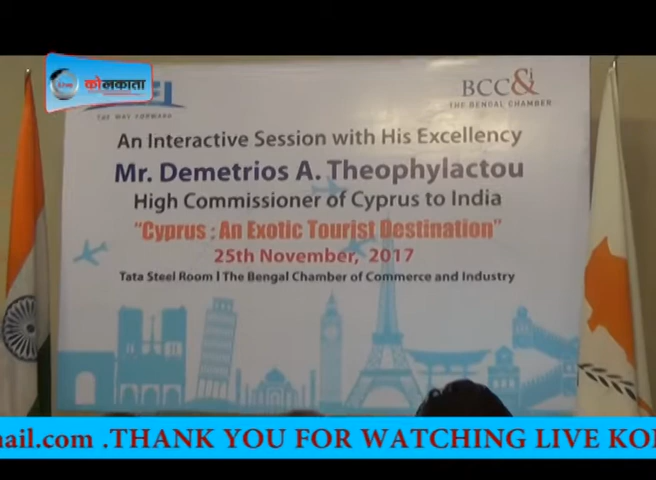 Live
कोलकाता
THE WAY FORWARD
BCC&I
THE BENGAL CHAMBER
An Interactive Session with His Excellency
Mr. Demetrios A. Theophylactou
High Commissioner of Cyprus to India
"Cyprus : An Exotic Tourist Destination"
25th November, 2017
Tata Steel Room I The Bengal Chamber of Commerce and Industry
ail.com .THANK YOU FOR WATCHING LIVE KO